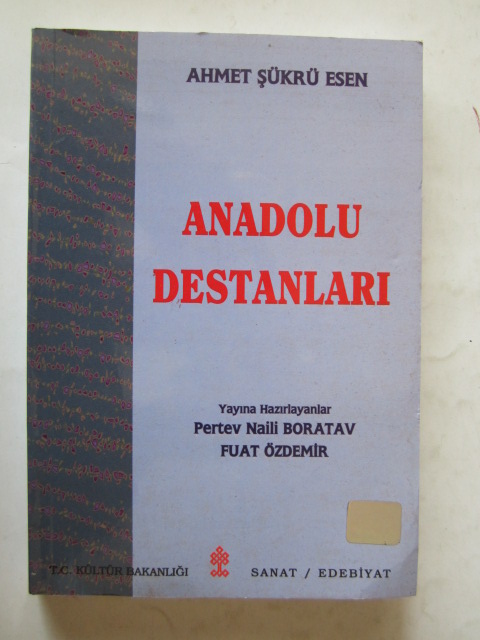 AHMET ŞÜKRÜ ESEN
ANADOLU
DESTANLARI
Yayına Hazırlayanlar
Pertev Naili BORATAV
FUAT ÖZDEMİR
T.C. KÜLTÜR BAKANLIĞI SANAT / EDEBİYAT